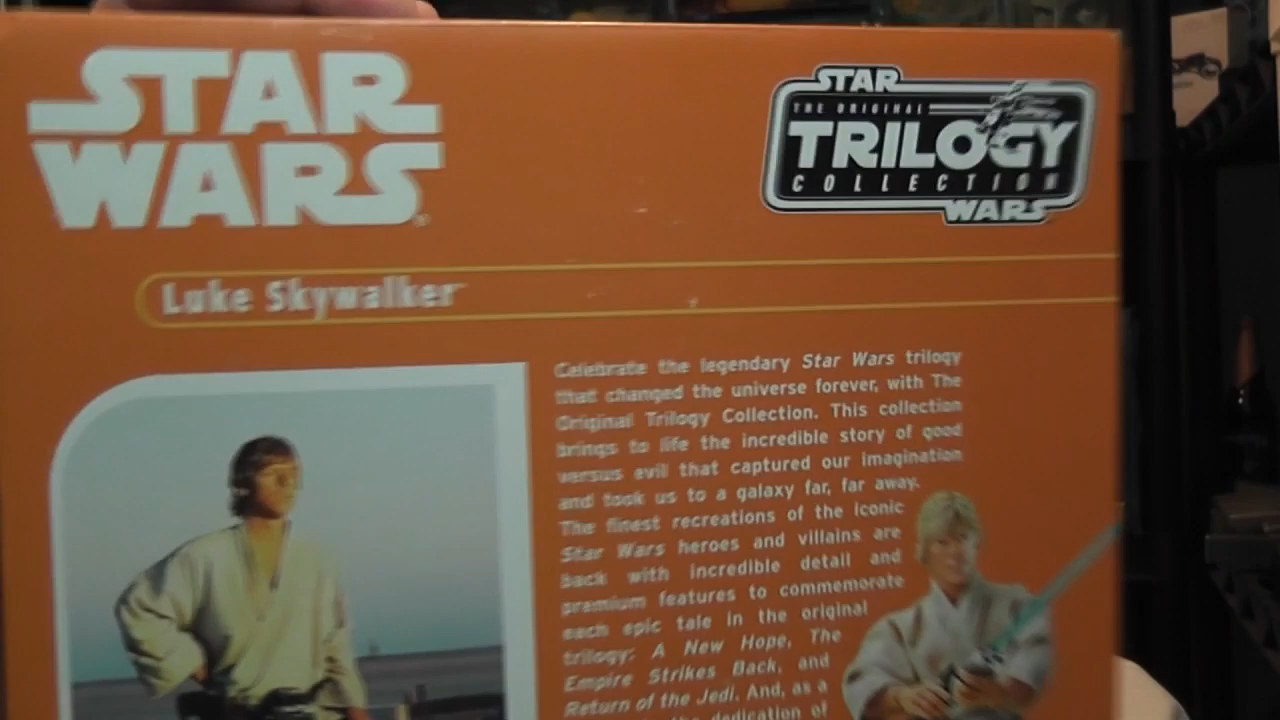 STAR
WARS
STAR
THE ORIGINAL
TRILOGY
COLLECTION
WARS
Luke Skywalker
Celebrate the legendary Star Wars trilogy
that changed the universe forever, with The
Original Trilogy Collection. This collection
brings to life the incredible story of good
versus evil that captured our imagination
and took us to a galaxy far, far away.
The finest recreations of the iconic
Star Wars heroes and villains are
back with incredible detail and
premium features to commemorate
each epic tale in the original
trilogy: A New Hope, The
Empire Strikes Back, and
Return of the Jedi. And, as a
the dedication of